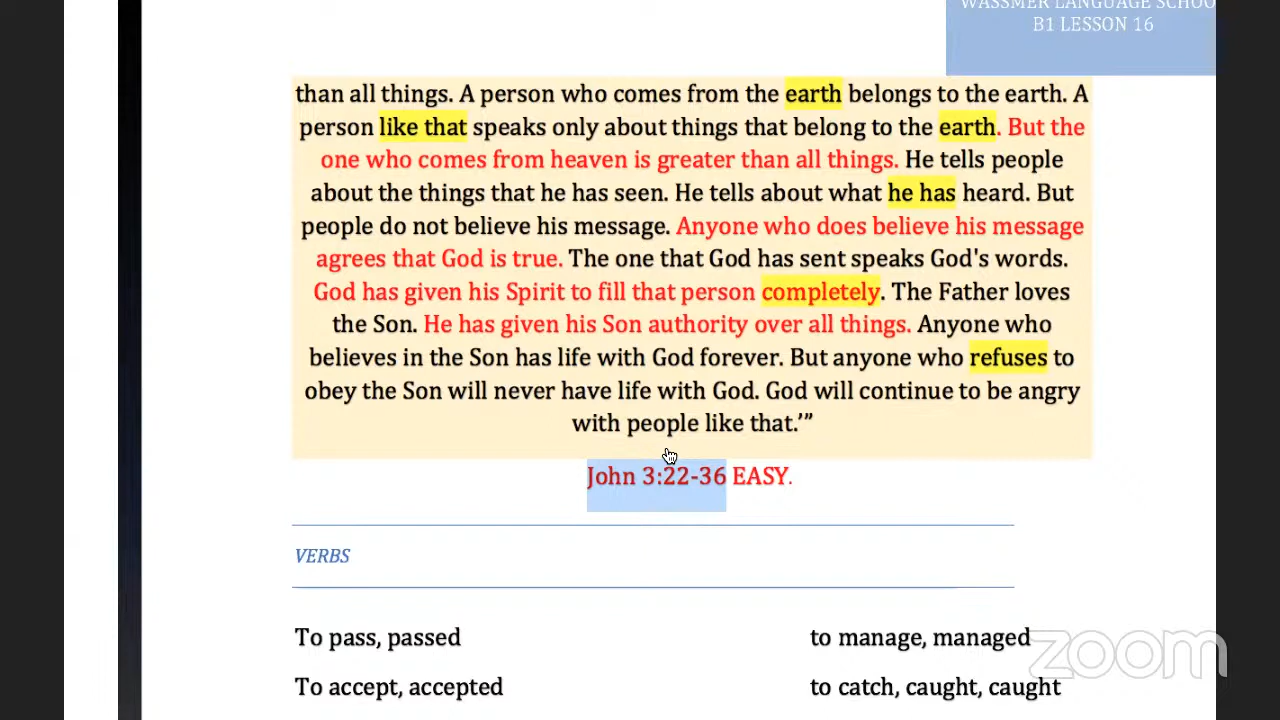 WASSMER LANGUAGE SCHOO
B1 LESSON 16
than all things. A person who comes from the earth belongs to the earth. A
person like that speaks only about things that belong to the earth. But the
one who comes from heaven is greater than all things. He tells people
about the things that he has seen. He tells about what he has heard. But
people do not believe his message. Anyone who does believe his message
agrees that God is true. The one that God has sent speaks God's words.
God has given his Spirit to fill that person completely. The Father loves
the Son. He has given his Son authority over all things. Anyone who
believes in the Son has life with God forever. But anyone who refuses to
obey the Son will never have life with God. God will continue to be angry
with people like that.’”
John 3:22-36 EASY.
VERBS
To pass, passed to manage, managed
To accept, accepted to catch, caught, caught
zoom